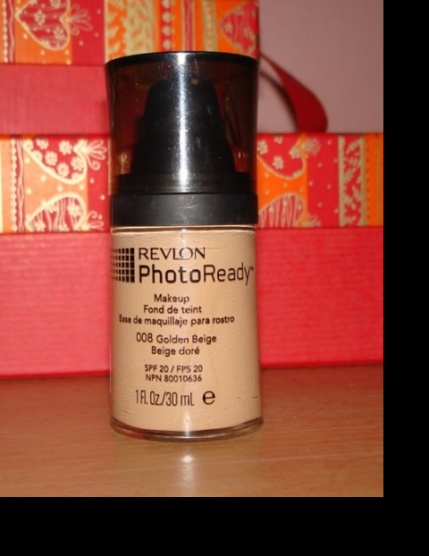 REVLON
PhotoReady™
Makeup
Fond de teint
Base de maquillaje para rostro
008 Golden Beige
Beige doré
SPF 20 / FPS 20
NPN 80010636
1 Fl. Oz./30 mL e